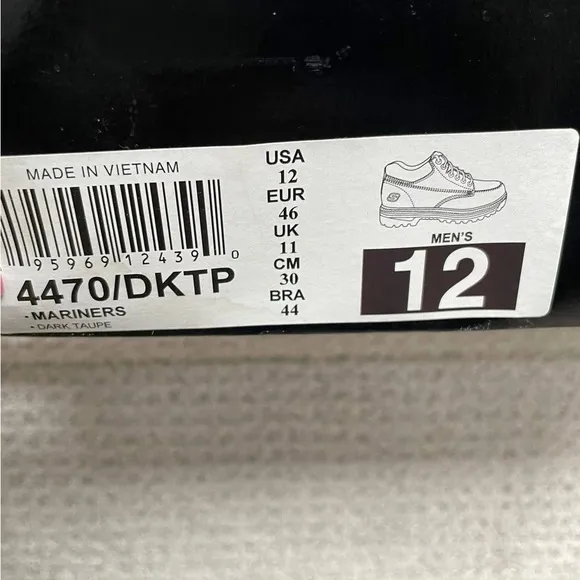 MADE IN VIETNAM
95969 12439 0
4470/DKTP
-MARINERS
-DARK TAUPE
USA
12
EUR
46
UK
11
CM
30
BRA
44
S
MEN'S
12